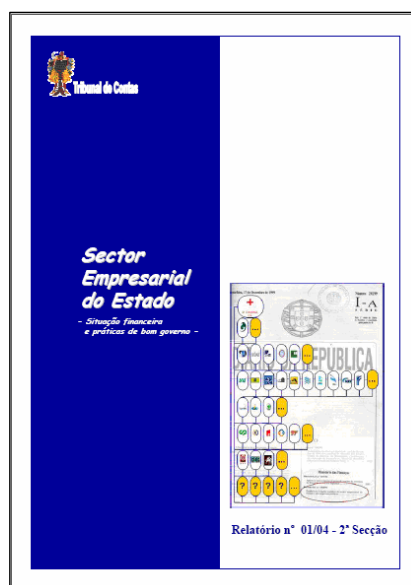 Tribunal de Contas
Sector
Empresarial
do Estado
- Situação financeira
e práticas de bom governo -
I-A
...
...
...
...
...
...
? ? ? ? ...
Relatório nº 01/04 - 2ª Secção